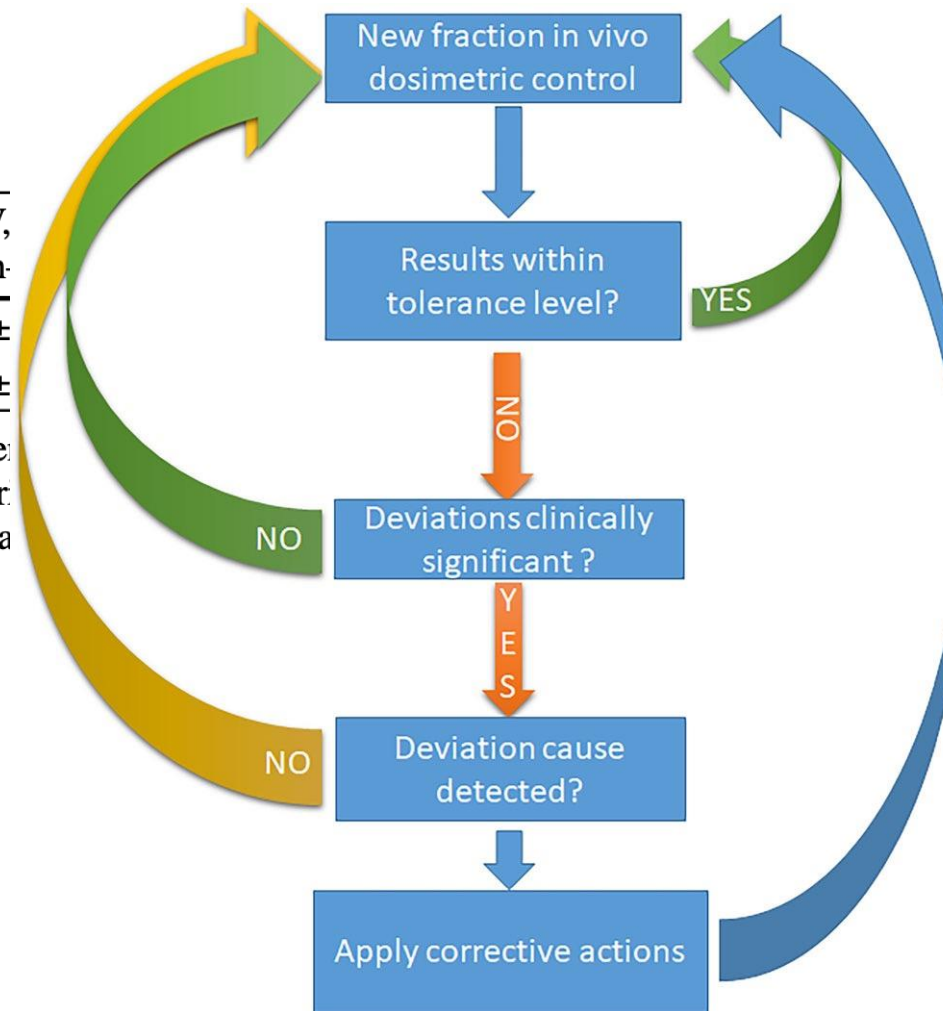 New fraction in vivo
dosimetric control
Results within
tolerance level?
YES
NO
Deviations clinically
significant ?
NO
Y
E
S
Deviation cause
detected?
NO
Apply corrective actions